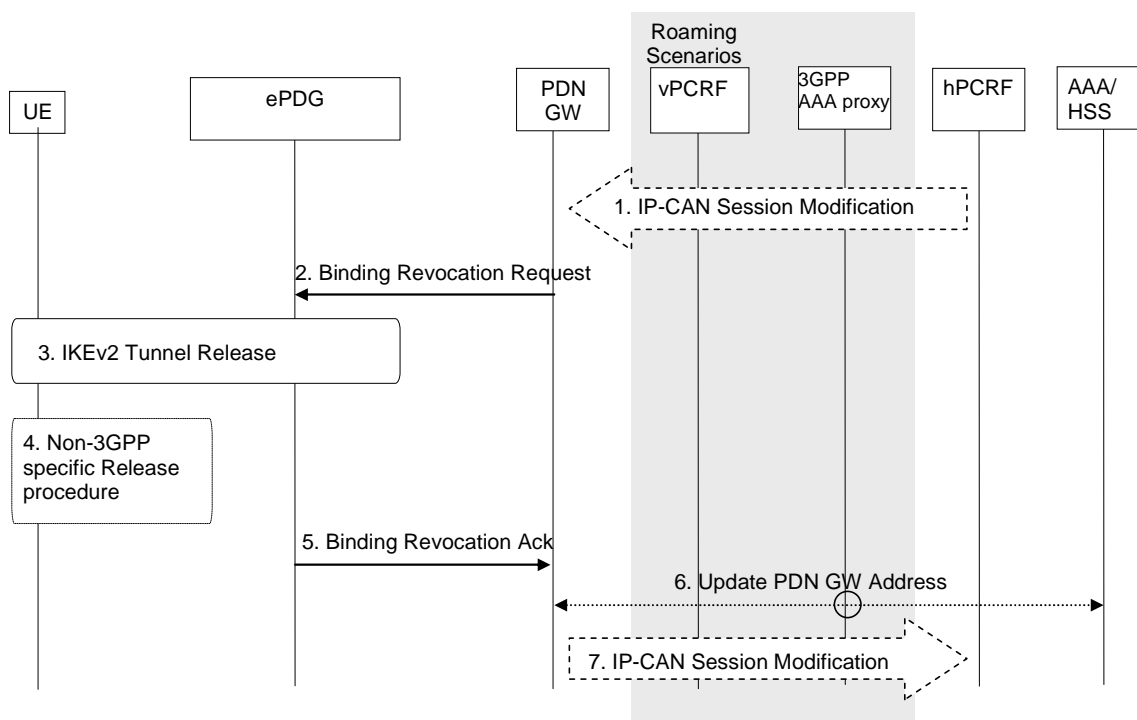 Roaming
Scenarios
UE
ePDG
PDN
GW
vPCRF
3GPP
AAA proxy
hPCRF
AAA/
HSS
1. IP-CAN Session Modification
2. Binding Revocation Request
3. IKEv2 Tunnel Release
4. Non-3GPP
specific Release
procedure
5. Binding Revocation Ack
6. Update PDN GW Address
7. IP-CAN Session Modification